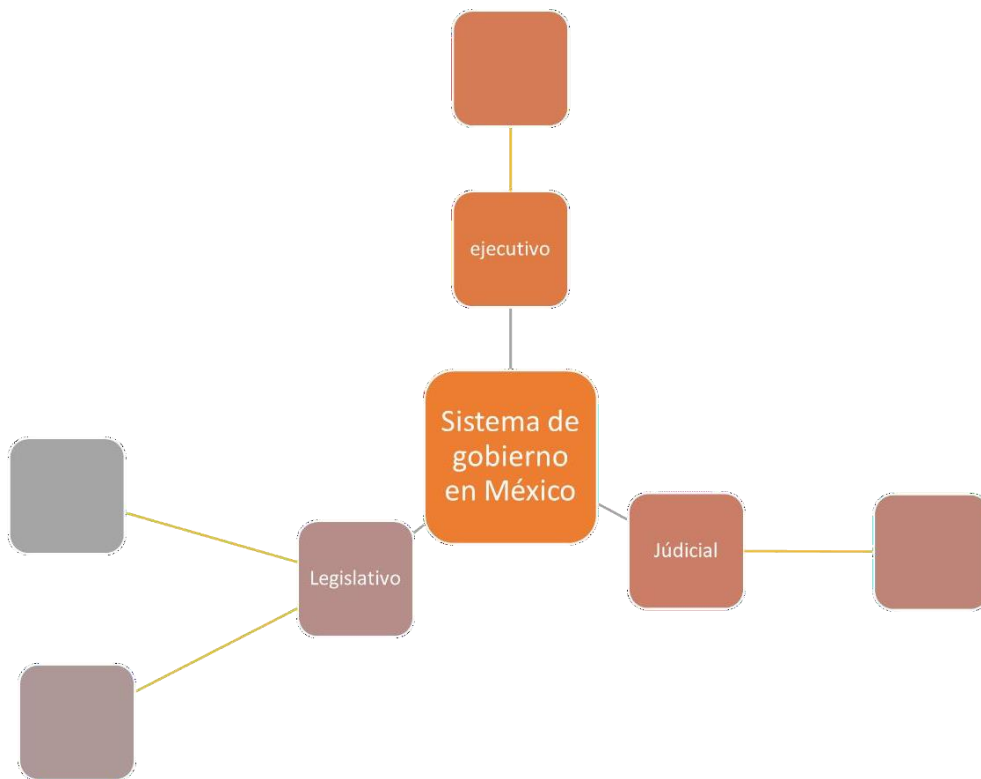 ejecutivo
Sistema de
gobierno
en México
Júdicial
Legislativo